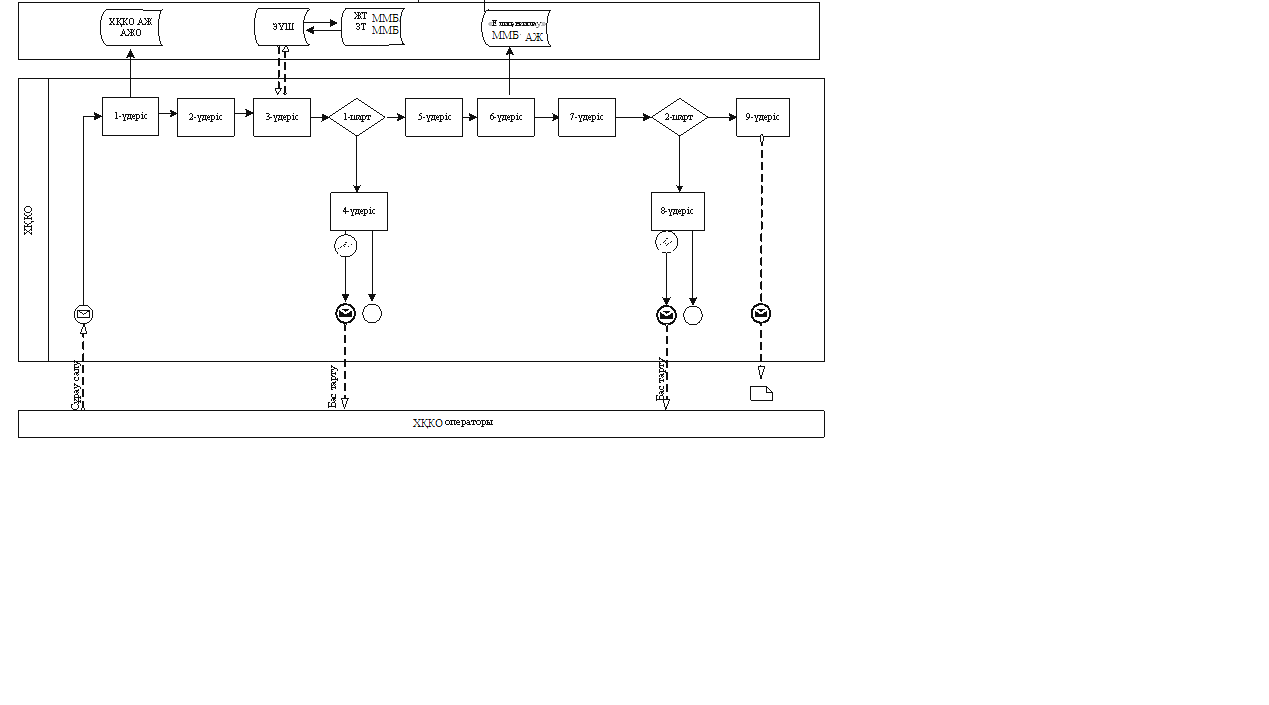 ХҚКО АЖ
АЖО
ЭҮШ
ЖТ ММБ
ЗТ ММБ
ММБ АЖ
ХҚКО
1-үдеріс
2-үдеріс
3-үдеріс
1-шарт
5-үдеріс
6-үдеріс
7-үдеріс
2-шарт
9-үдеріс
4-үдеріс
8-үдеріс
Сұрау салу
Бас тарту
Бас тарту
ХҚКО операторы